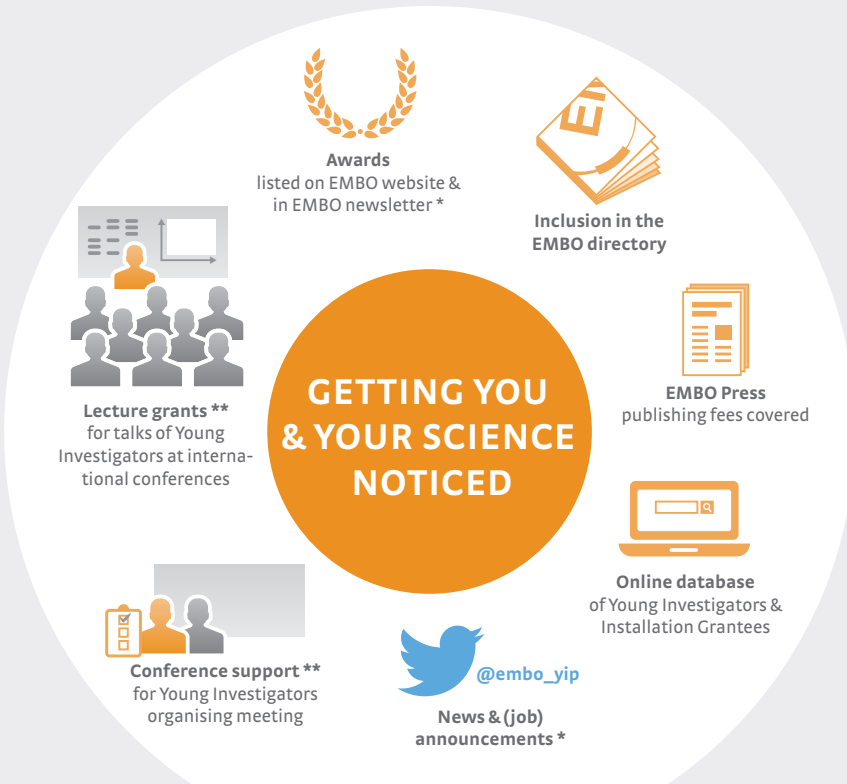 Awards
listed on EMBO website &
in EMBO newsletter *
EM
Inclusion in the
EMBO directory
GETTING YOU
& YOUR SCIENCE
NOTICED
EMBO Press
publishing fees covered
Lecture grants **
for talks of Young
Investigators at interna-
tional conferences
Online database
of Young Investigators &
Installation Grantees
Conference support **
for Young Investigators
organising meeting
@embo_yip
News & (job)
announcements *